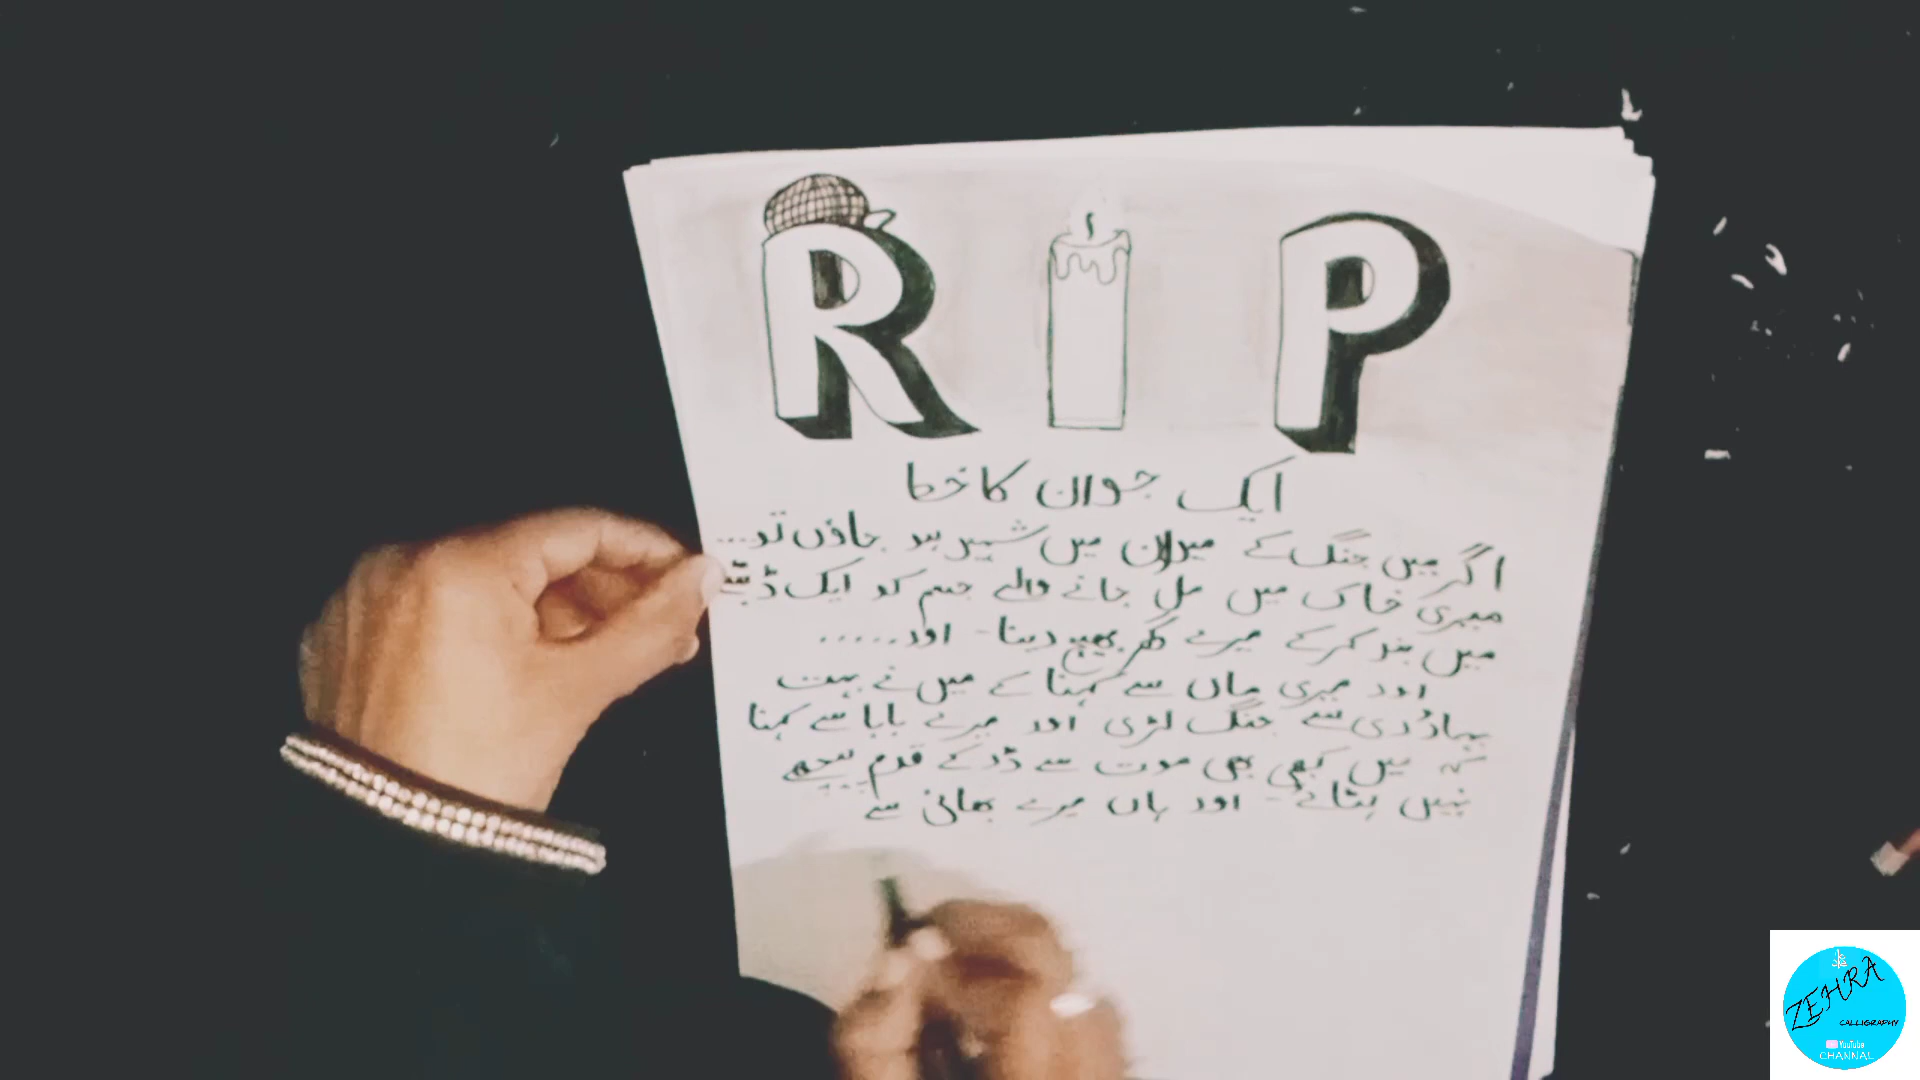 RIP
ایک جوان کا خط
اگر میں جنگ کے میدان میں شہید ہو جاؤں تو...
میری خاک میں مل جانے والے جسم کو ایک ڈبے
میں بند کرکے میرے گھر بھیج دینا - اور.....
اور میری ماں سے کہنا کے میں نے بہت
بہادُری سے جنگ لڑی اور میرے بابا سے کہنا
کہ میں کبھی بھی موت سے ڈر کے قدم پیچھے
نہیں ہٹائے - اور ہاں میرے بھائی سے
ZEHRA
CALLIGRAPHY
YouTube
CHANNAL